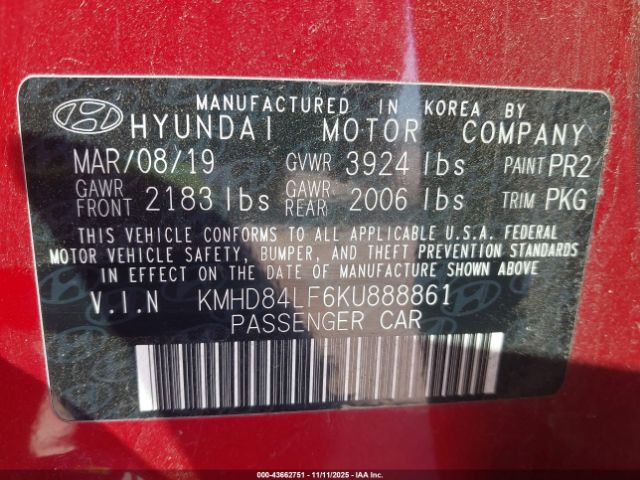 MANUFACTURED IN KOREA BY
HYUNDAI MOTOR COMPANY
MAR/08/19 GVWR 3924 lbs PAINT PR2
GAWR FRONT 2183 lbs GAWR REAR 2006 lbs TRIM PKG
THIS VEHICLE CONFORMS TO ALL APPLICABLE U.S.A. FEDERAL
MOTOR VEHICLE SAFETY, BUMPER, AND THEFT PREVENTION STANDARDS
IN EFFECT ON THE DATE OF MANUFACTURE SHOWN ABOVE
V.I.N KMHD84LF6KU888861
PASSENGER CAR
000-43662751 - 11/11/2025 - IAAI.CA